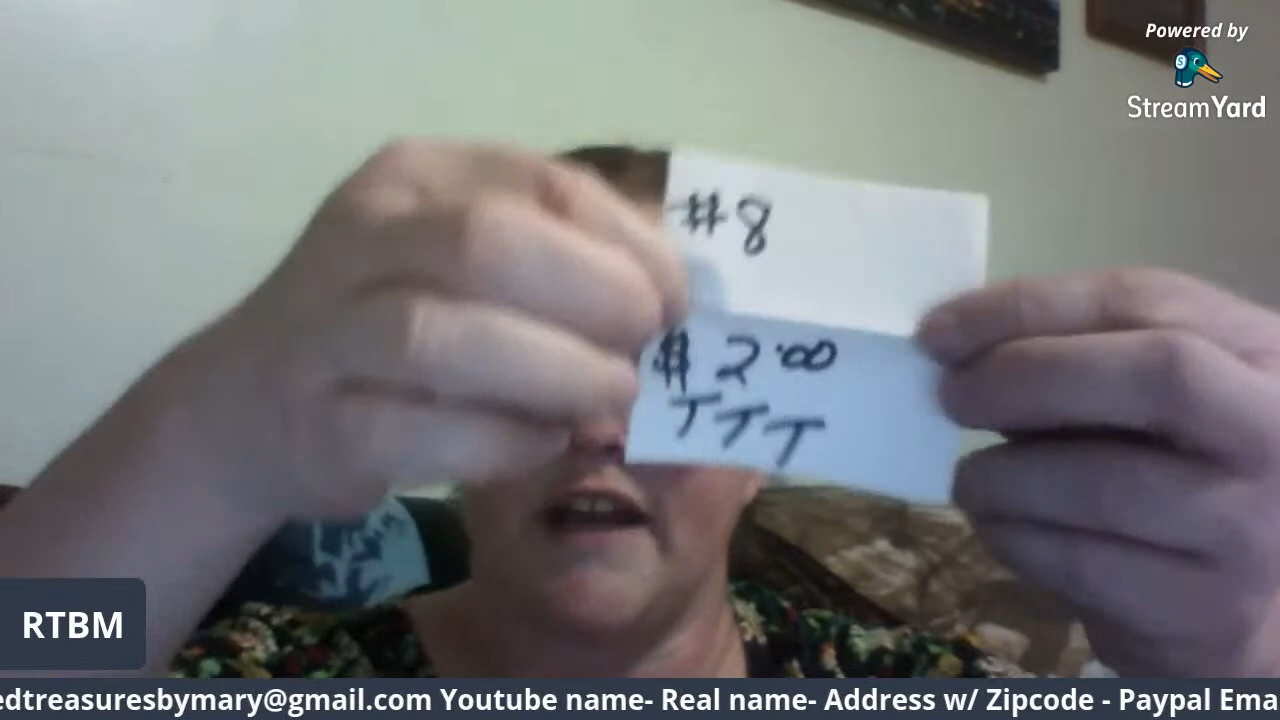 Powered by
StreamYard
#8
$2.00
TTT
RTBM
edtreasuresbymary@gmail.com Youtube name- Real name- Address w/ Zipcode - Paypal Ema